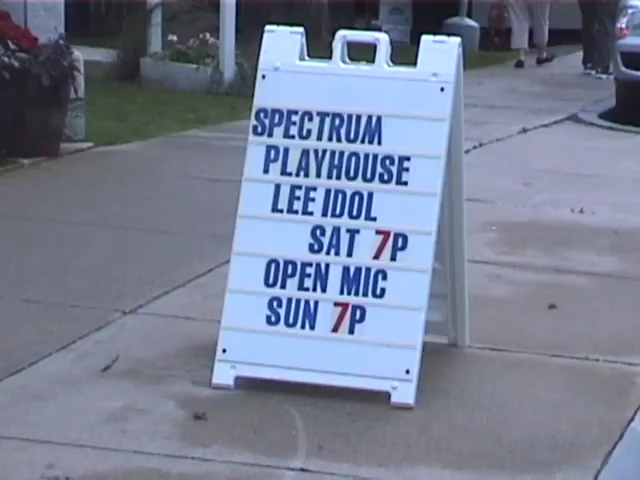 SPECTRUM
PLAYHOUSE
LEE IDOL
SAT 7P
OPEN MIC
SUN 7P